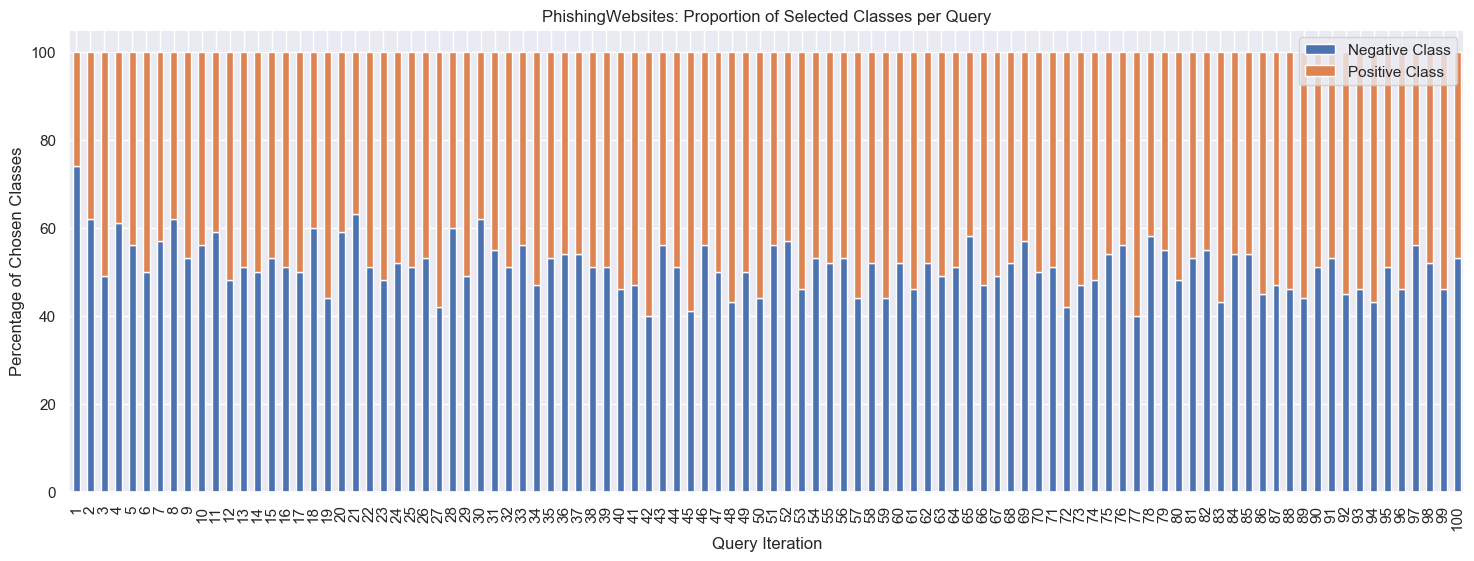 PhishingWebsites: Proportion of Selected Classes per Query
Negative Class
Positive Class
Percentage of Chosen Classes
100
80
60
40
20
0
1 2 3 4 5 6 7 8 9 10 11 12 13 14 15 16 17 18 19 20 21 22 23 24 25 26 27 28 29 30 31 32 33 34 35 36 37 38 39 40 41 42 43 44 45 46 47 48 49 50 51 52 53 54 55 56 57 58 59 60 61 62 63 64 65 66 67 68 69 70 71 72 73 74 75 76 77 78 79 80 81 82 83 84 85 86 87 88 89 90 91 92 93 94 95 96 97 98 99 100
Query Iteration